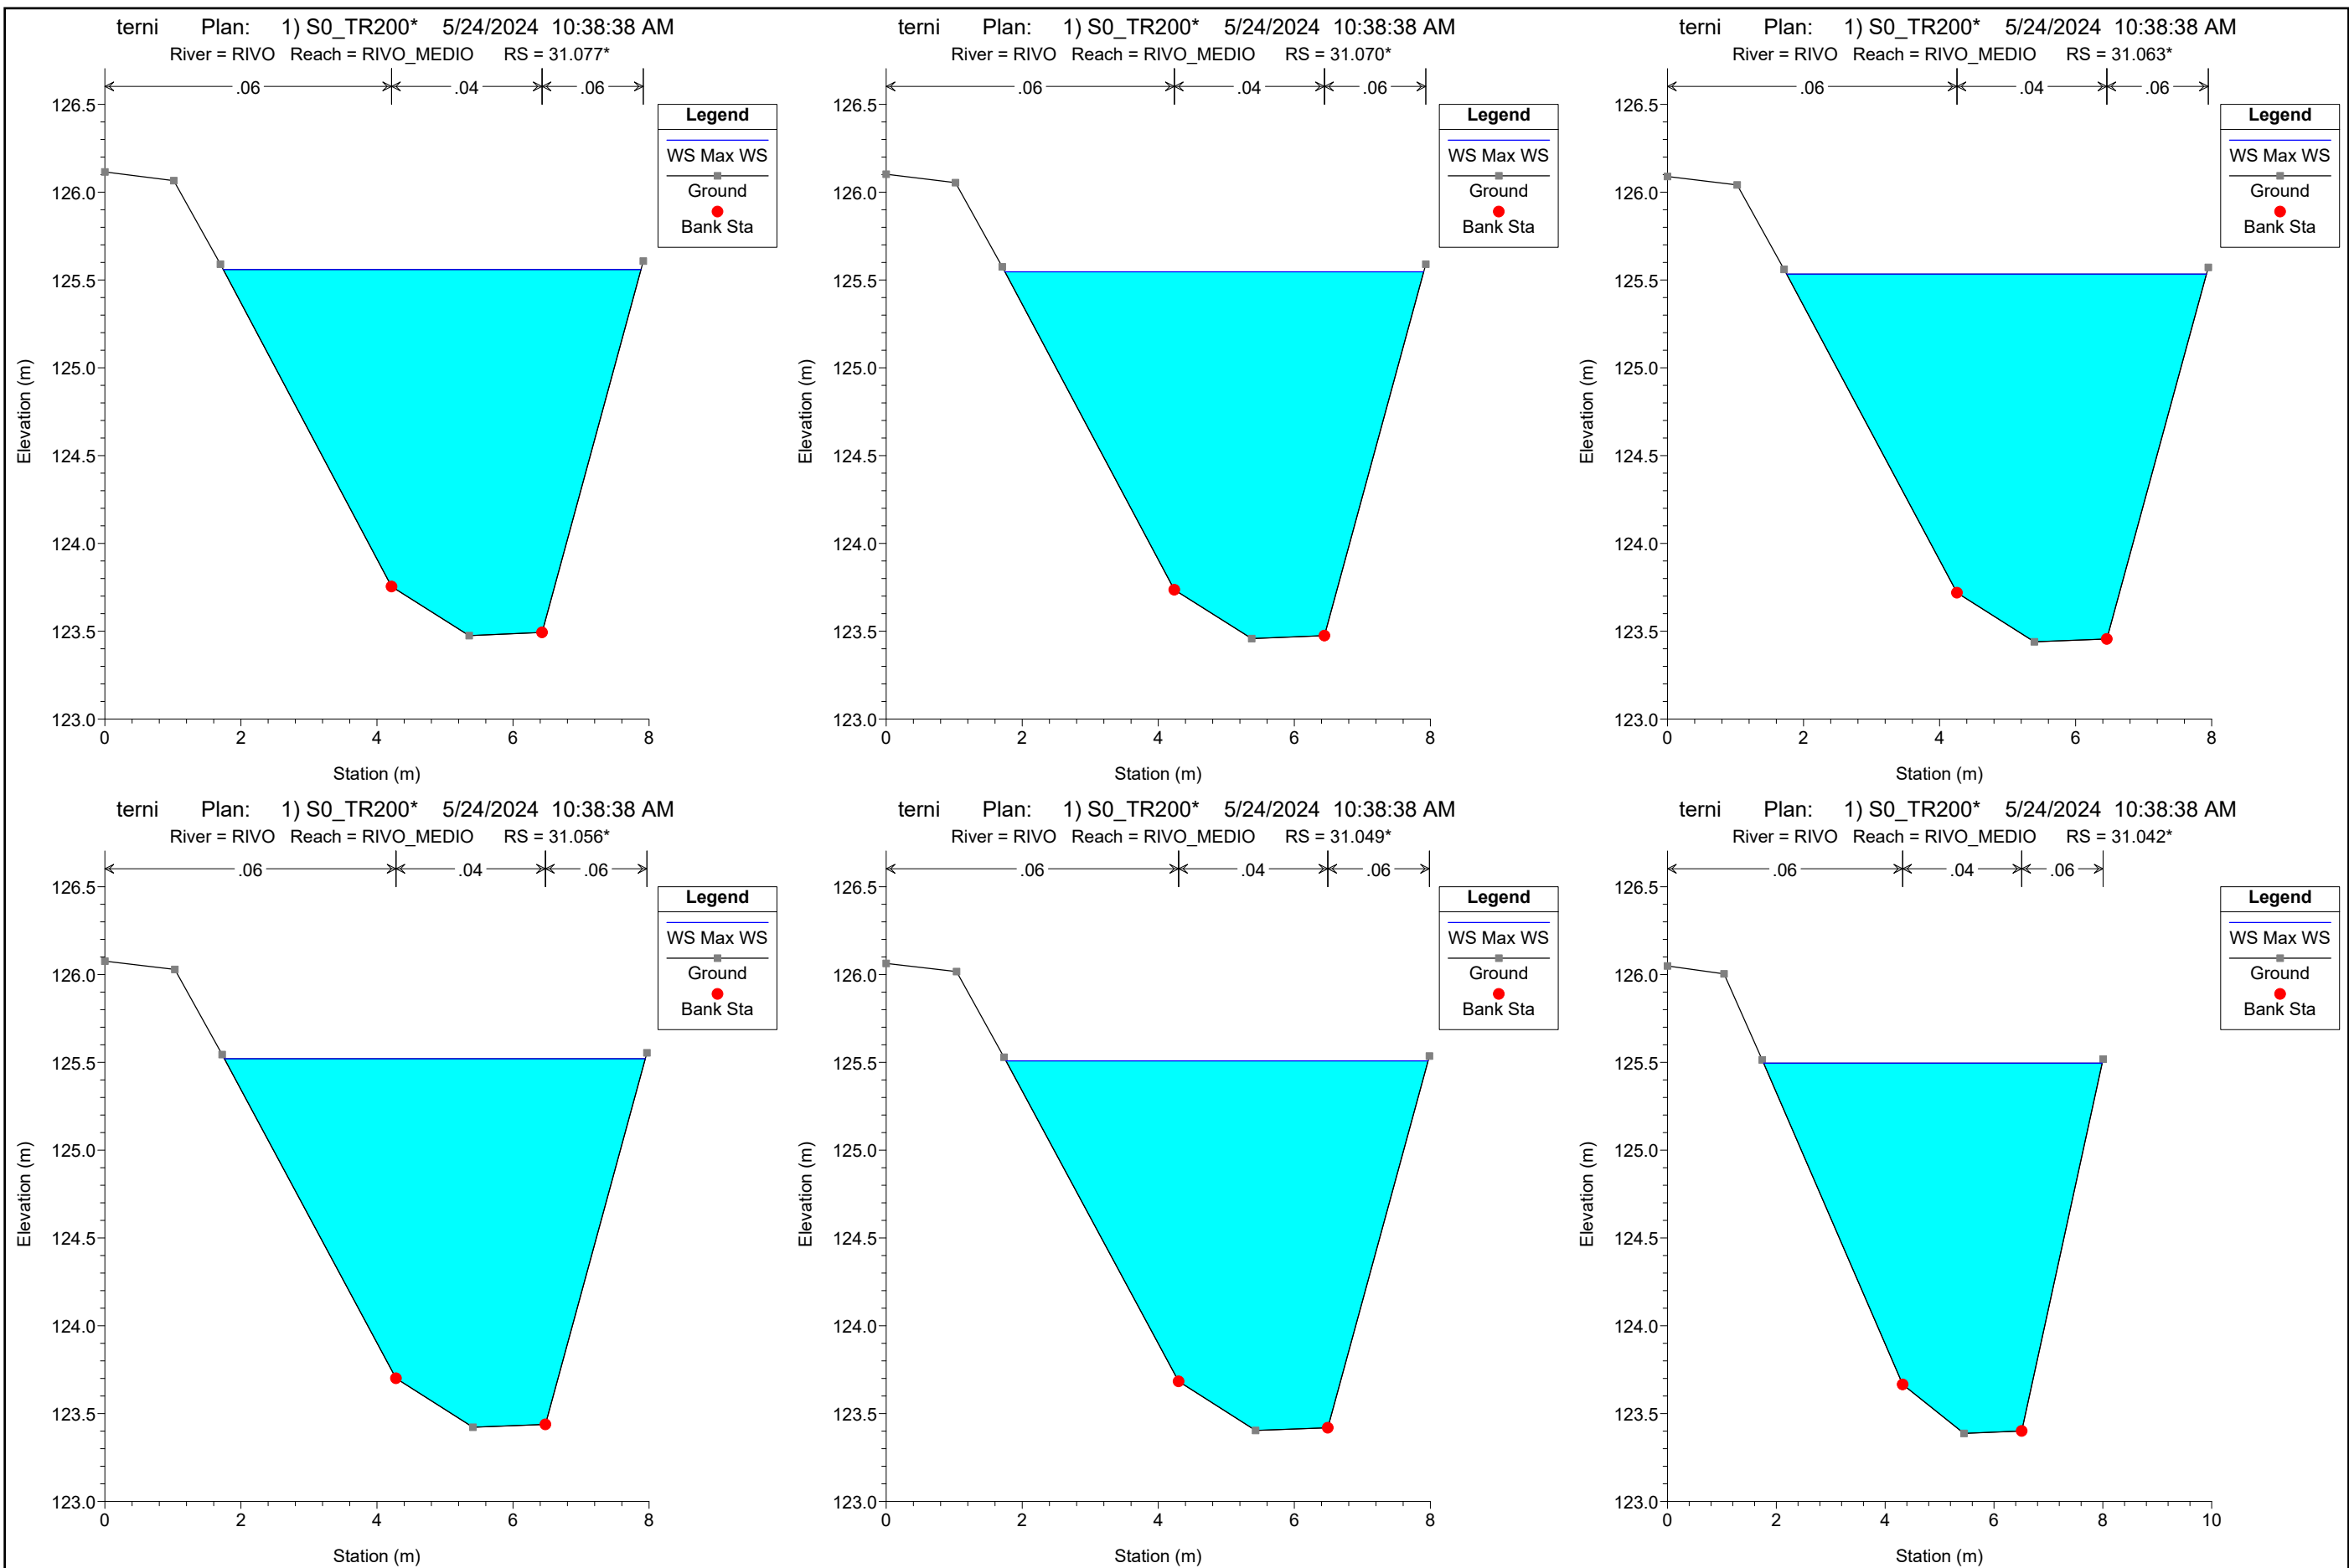 terni Plan: 1) S0_TR200* 5/24/2024 10:38:38 AM
River = RIVO Reach = RIVO_MEDIO RS = 31.077*
.06 .04 .06
126.5
126.0
125.5
125.0
124.5
124.0
123.5
123.0
Elevation (m)
0 2 4 6 8
Station (m)
Legend
WS Max WS
Ground
Bank Sta
terni Plan: 1) S0_TR200* 5/24/2024 10:38:38 AM
River = RIVO Reach = RIVO_MEDIO RS = 31.070*
.06 .04 .06
126.5
126.0
125.5
125.0
124.5
124.0
123.5
123.0
Elevation (m)
0 2 4 6 8
Station (m)
Legend
WS Max WS
Ground
Bank Sta
terni Plan: 1) S0_TR200* 5/24/2024 10:38:38 AM
River = RIVO Reach = RIVO_MEDIO RS = 31.063*
.06 .04 .06
126.5
126.0
125.5
125.0
124.5
124.0
123.5
123.0
Elevation (m)
0 2 4 6 8
Station (m)
Legend
WS Max WS
Ground
Bank Sta
terni Plan: 1) S0_TR200* 5/24/2024 10:38:38 AM
River = RIVO Reach = RIVO_MEDIO RS = 31.056*
.06 .04 .06
126.5
126.0
125.5
125.0
124.5
124.0
123.5
123.0
Elevation (m)
0 2 4 6 8
Station (m)
Legend
WS Max WS
Ground
Bank Sta
terni Plan: 1) S0_TR200* 5/24/2024 10:38:38 AM
River = RIVO Reach = RIVO_MEDIO RS = 31.049*
.06 .04 .06
126.5
126.0
125.5
125.0
124.5
124.0
123.5
123.0
Elevation (m)
0 2 4 6 8
Station (m)
Legend
WS Max WS
Ground
Bank Sta
terni Plan: 1) S0_TR200* 5/24/2024 10:38:38 AM
River = RIVO Reach = RIVO_MEDIO RS = 31.042*
.06 .04 .06
126.5
126.0
125.5
125.0
124.5
124.0
123.5
123.0
Elevation (m)
0 2 4 6 8 10
Station (m)
Legend
WS Max WS
Ground
Bank Sta